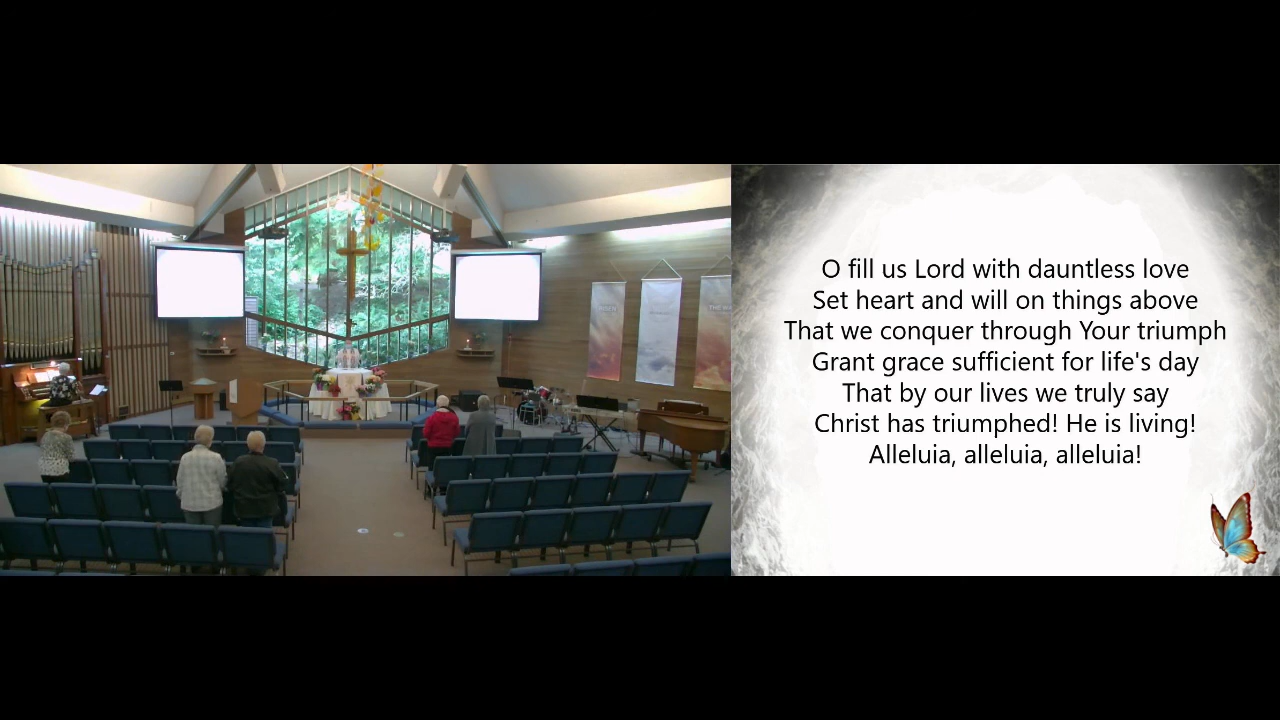 O fill us Lord with dauntless love
Set heart and will on things above
That we conquer through Your triumph
Grant grace sufficient for life's day
That by our lives we truly say
Christ has triumphed! He is living!
Alleluia, alleluia, alleluia!